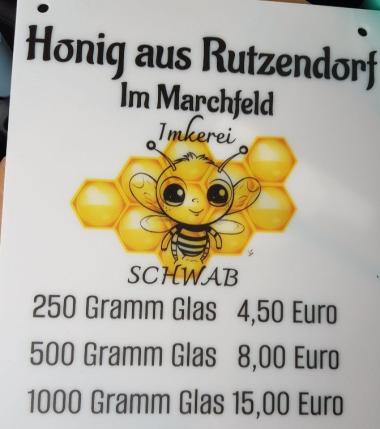 Honig aus Rutzendorf
Im Marchfeld
Imkerei
SCHWAB
250 Gramm Glas 4,50 Euro
500 Gramm Glas 8,00 Euro
1000 Gramm Glas 15,00 Euro